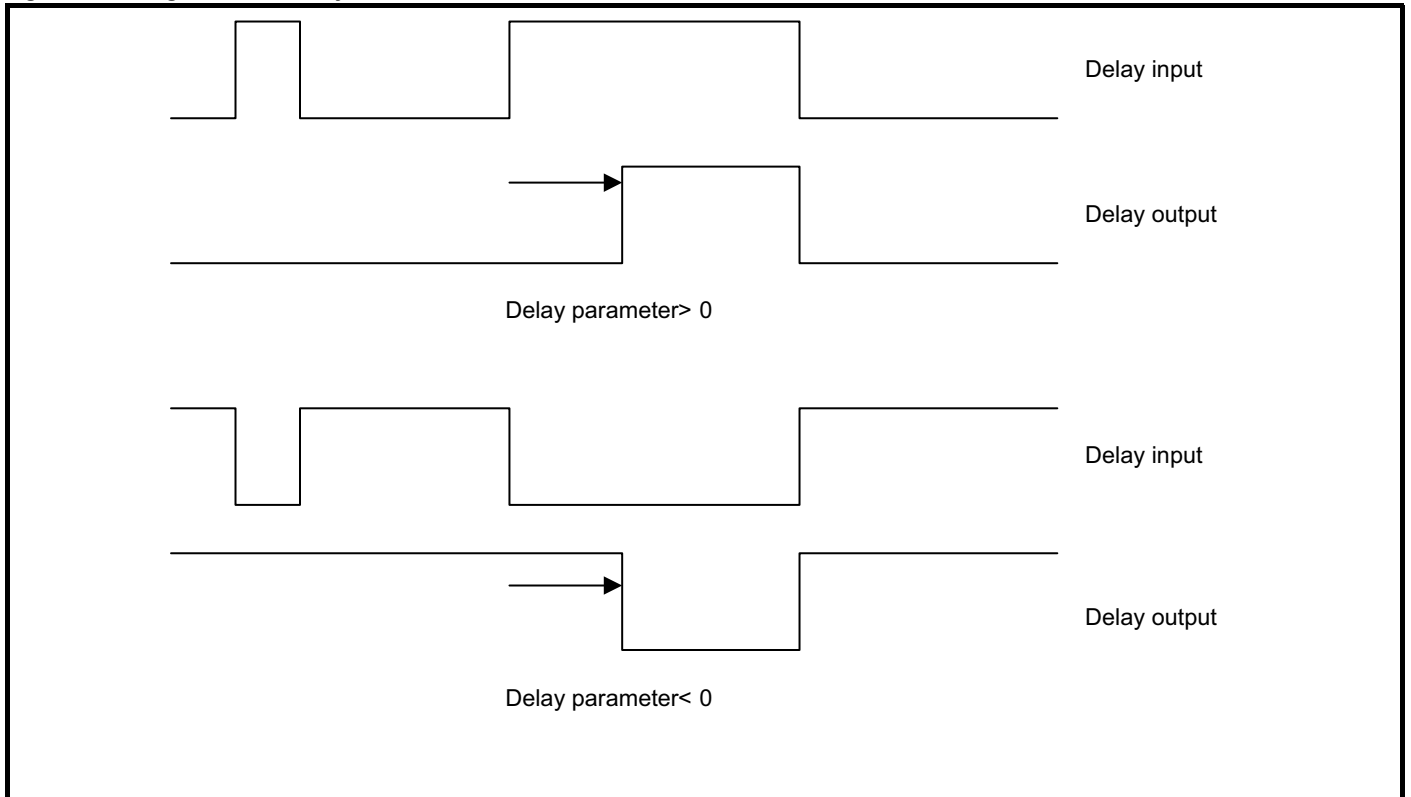 Delay input
Delay output
Delay parameter> 0
Delay input
Delay output
Delay parameter< 0